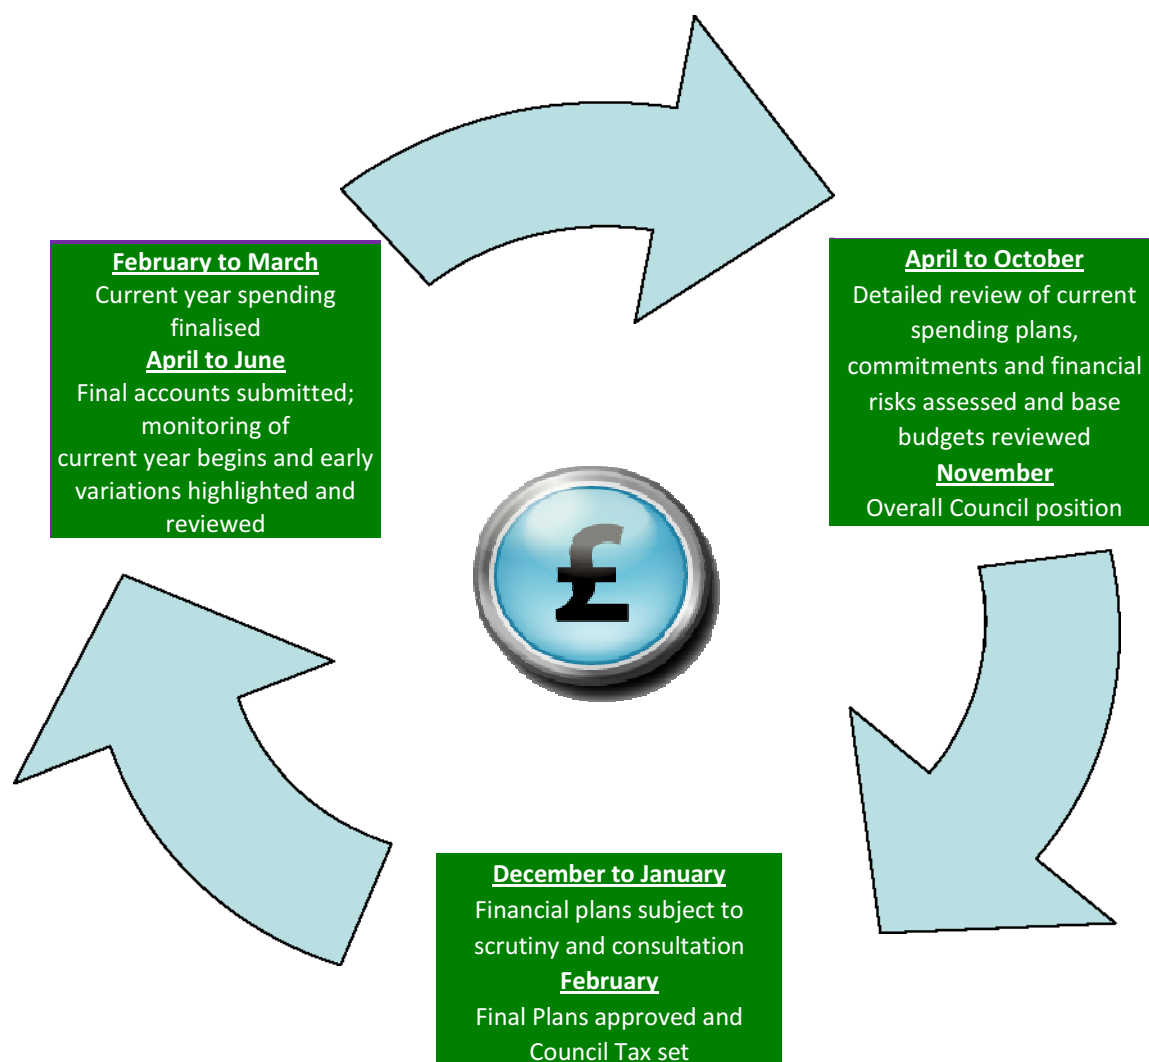 February to March
Current year spending
finalised
April to June
Final accounts submitted;
monitoring of
current year begins and early
variations highlighted and
reviewed
April to October
Detailed review of current
spending plans,
commitments and financial
risks assessed and base
budgets reviewed
November
Overall Council position
£
December to January
Financial plans subject to
scrutiny and consultation
February
Final Plans approved and
Council Tax set